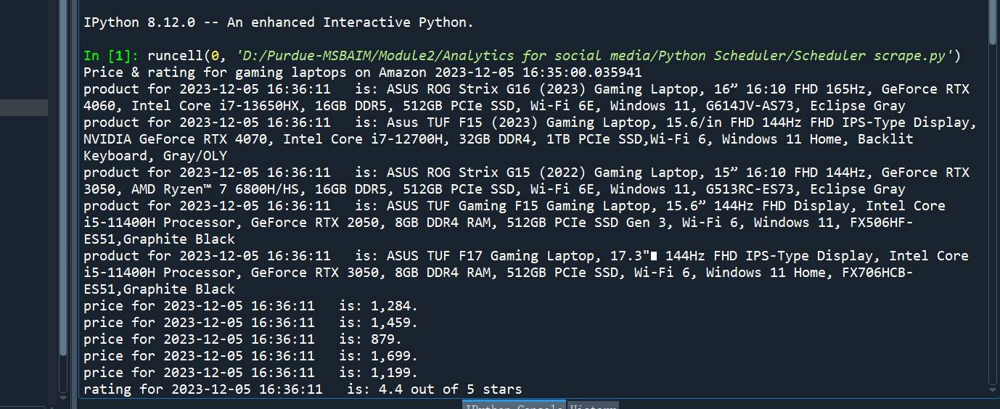 IPython 8.12.0 -- An enhanced Interactive Python.
In [1]: runcell(0, 'D:/Purdue-MSBAIM/Module2/Analytics for social media/Python Scheduler/Scheduler scrape.py')
Price & rating for gaming laptops on Amazon 2023-12-05 16:35:00.035941
product for 2023-12-05 16:36:11   is: ASUS ROG Strix G16 (2023) Gaming Laptop, 16” 16:10 FHD 165Hz, GeForce RTX
4060, Intel Core i7-13650HX, 16GB DDR5, 512GB PCIe SSD, Wi-Fi 6E, Windows 11, G614JV-AS73, Eclipse Gray
product for 2023-12-05 16:36:11   is: Asus TUF F15 (2023) Gaming Laptop, 15.6/in FHD 144Hz FHD IPS-Type Display,
NVIDIA GeForce RTX 4070, Intel Core i7-12700H, 32GB DDR4, 1TB PCIe SSD,Wi-Fi 6, Windows 11 Home, Backlit
Keyboard, Gray/OLY
product for 2023-12-05 16:36:11   is: ASUS ROG Strix G15 (2022) Gaming Laptop, 15” 16:10 FHD 144Hz, GeForce RTX
3050, AMD Ryzen™ 7 6800H/HS, 16GB DDR5, 512GB PCIe SSD, Wi-Fi 6E, Windows 11, G513RC-ES73, Eclipse Gray
product for 2023-12-05 16:36:11   is: ASUS TUF Gaming F15 Gaming Laptop, 15.6” 144Hz FHD Display, Intel Core
i5-11400H Processor, GeForce RTX 2050, 8GB DDR4 RAM, 512GB PCIe SSD Gen 3, Wi-Fi 6, Windows 11, FX506HF-
ES51,Graphite Black
product for 2023-12-05 16:36:11   is: ASUS TUF F17 Gaming Laptop, 17.3"∎ 144Hz FHD IPS-Type Display, Intel Core
i5-11400H Processor, GeForce RTX 3050, 8GB DDR4 RAM, 512GB PCIe SSD, Wi-Fi 6, Windows 11 Home, FX706HCB-
ES51,Graphite Black
price for 2023-12-05 16:36:11   is: 1,284.
price for 2023-12-05 16:36:11   is: 1,459.
price for 2023-12-05 16:36:11   is: 879.
price for 2023-12-05 16:36:11   is: 1,699.
price for 2023-12-05 16:36:11   is: 1,199.
rating for 2023-12-05 16:36:11   is: 4.4 out of 5 stars
IPython Console History